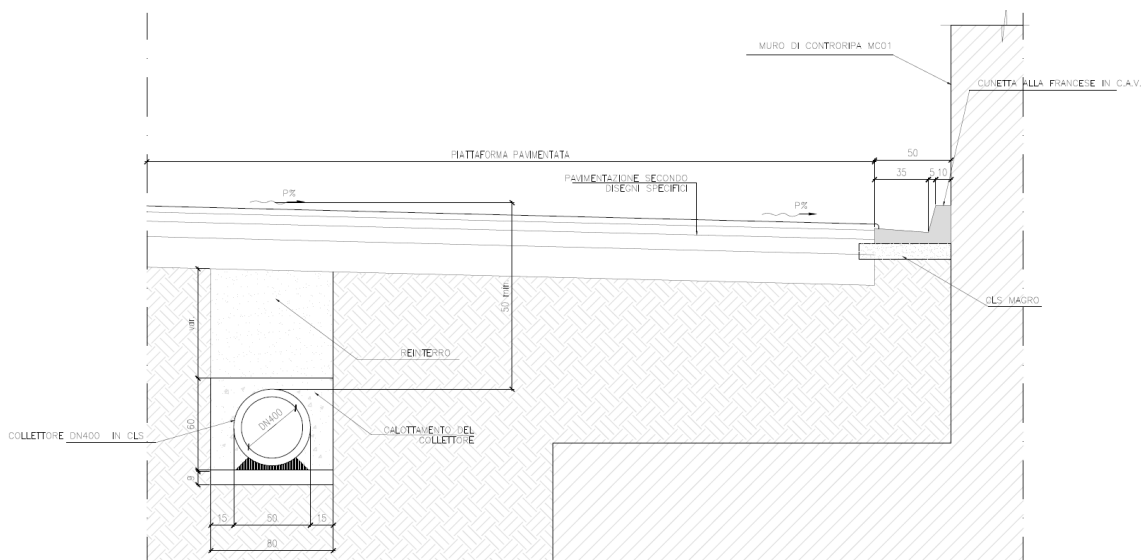 MURO DI CONTRORIPA MC01
CUNETTA ALLA FRANCESE IN C.A.V.
PIATTAFORMA PAVIMENTATA
50
35
5
10
PAVIMENTAZIONE SECONDO
DISEGNI SPECIFICI
P%
P%
50 min
CLS MAGRO
var.
REINTERRO
DN400
60
CALOTTAMENTO DEL
COLLETTORE
COLLETTORE DN400 IN CLS
9
15
50
15
80